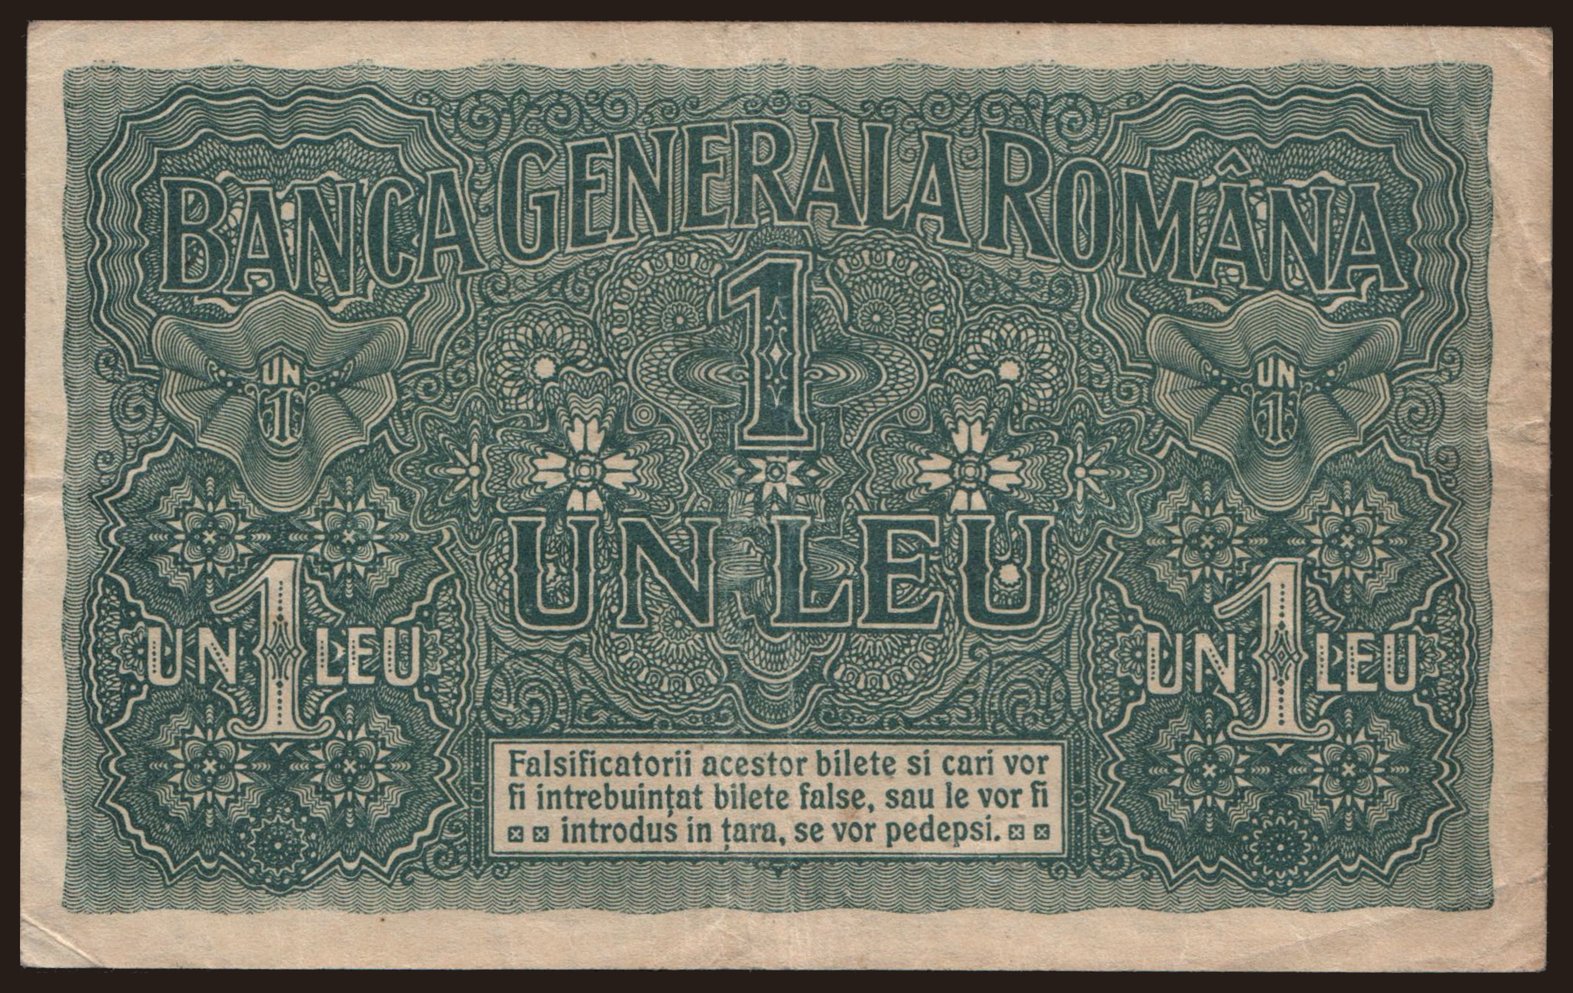 BANCA GENERALA ROMÂNA
1
UN
1
UN
1
UN LEU
UN 1 LEU
UN 1 LEU
Falsificatorii acestor bilete si cari vor
fi intrebuințat bilete false, sau le vor fi
introdus in țara, se vor pedepsi.